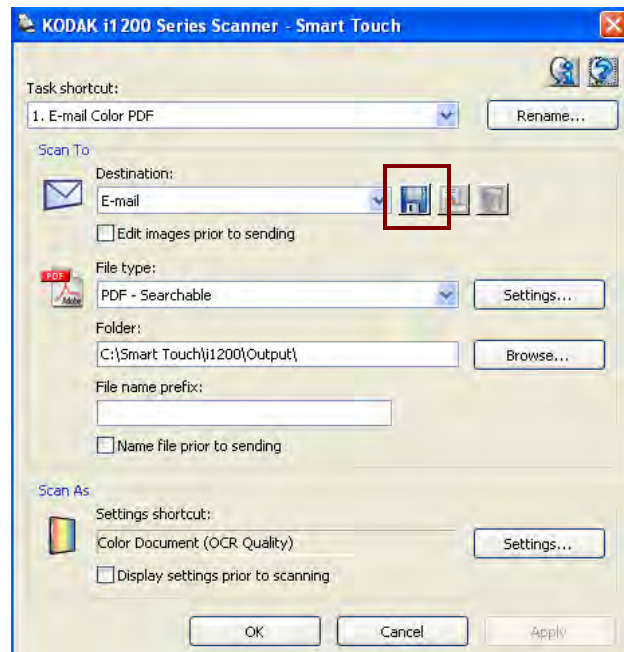 KODAK i1200 Series Scanner - Smart Touch
Task shortcut:
1. E-mail Color PDF
Rename...
Scan To
Destination:
E-mail
Edit images prior to sending
File type:
PDF
Adobe
PDF - Searchable
Settings...
Folder:
C:\Smart Touch\i1200\Output\
Browse...
File name prefix:
Name file prior to sending
Scan As
Settings shortcut:
Color Document (OCR Quality)
Settings...
Display settings prior to scanning
OK
Cancel
Apply